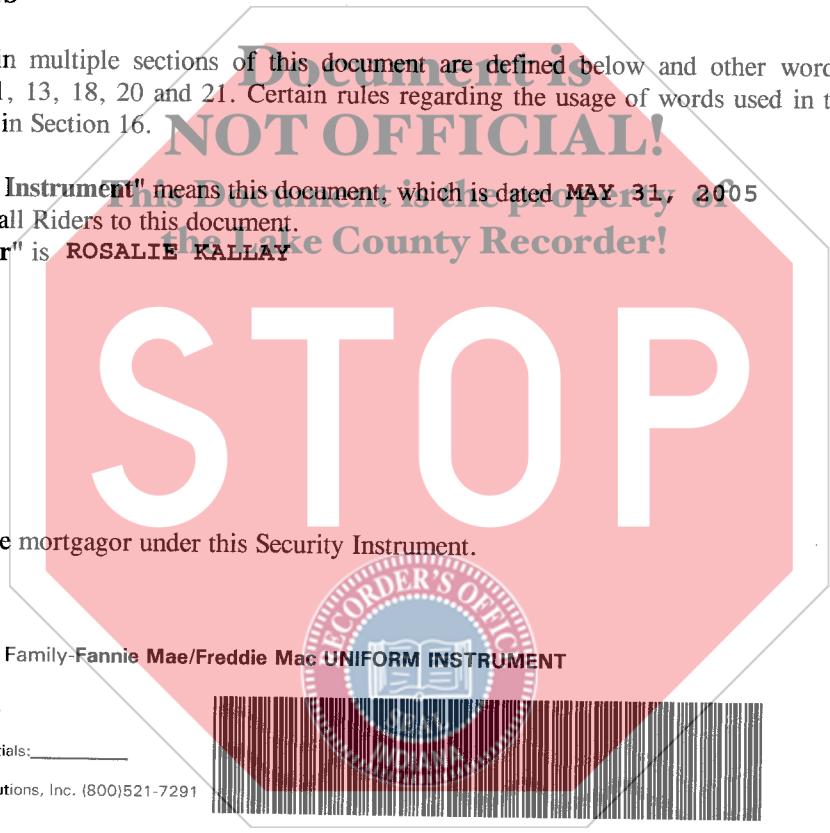 in multiple sections of this document are defined below and other word
1, 13, 18, 20 and 21. Certain rules regarding the usage of words used in t
in Section 16.
Instrument" means this document, which is dated MAY 31, 2005
all Riders to this document.
r" is ROSALIE KALLAY
Document is
NOT OFFICIAL!
This Document is the property of
the Lake County Recorder!
STOP
e mortgagor under this Security Instrument.
RECORDER'S OFFICE
SEAL
INDIANA
Family-Fannie Mae/Freddie Mac UNIFORM INSTRUMENT
tials:
utions, Inc. (800)521-7291